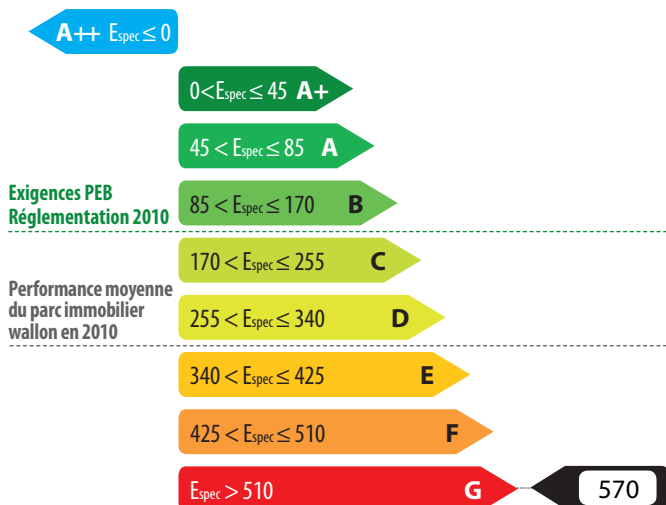 A++ Espec ≤ 0
0<Espec ≤ 45 A+
45 < Espec ≤ 85 A
Exigences PEB
Réglementation 2010
85 < Espec ≤ 170 B
170 < Espec ≤ 255 C
Performance moyenne
du parc immobilier
wallon en 2010
255 < Espec ≤ 340 D
340 < Espec ≤ 425 E
425 < Espec ≤ 510 F
Espec > 510 G
570